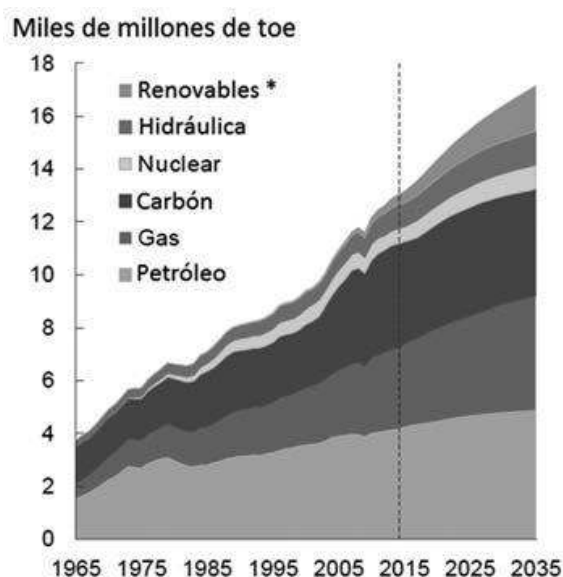 Miles de millones de toe
18
16
14
12
10
8
6
4
2
0
Renovables *
Hidráulica
Nuclear
Carbón
Gas
Petróleo
1965 1975 1985 1995 2005 2015 2025 2035